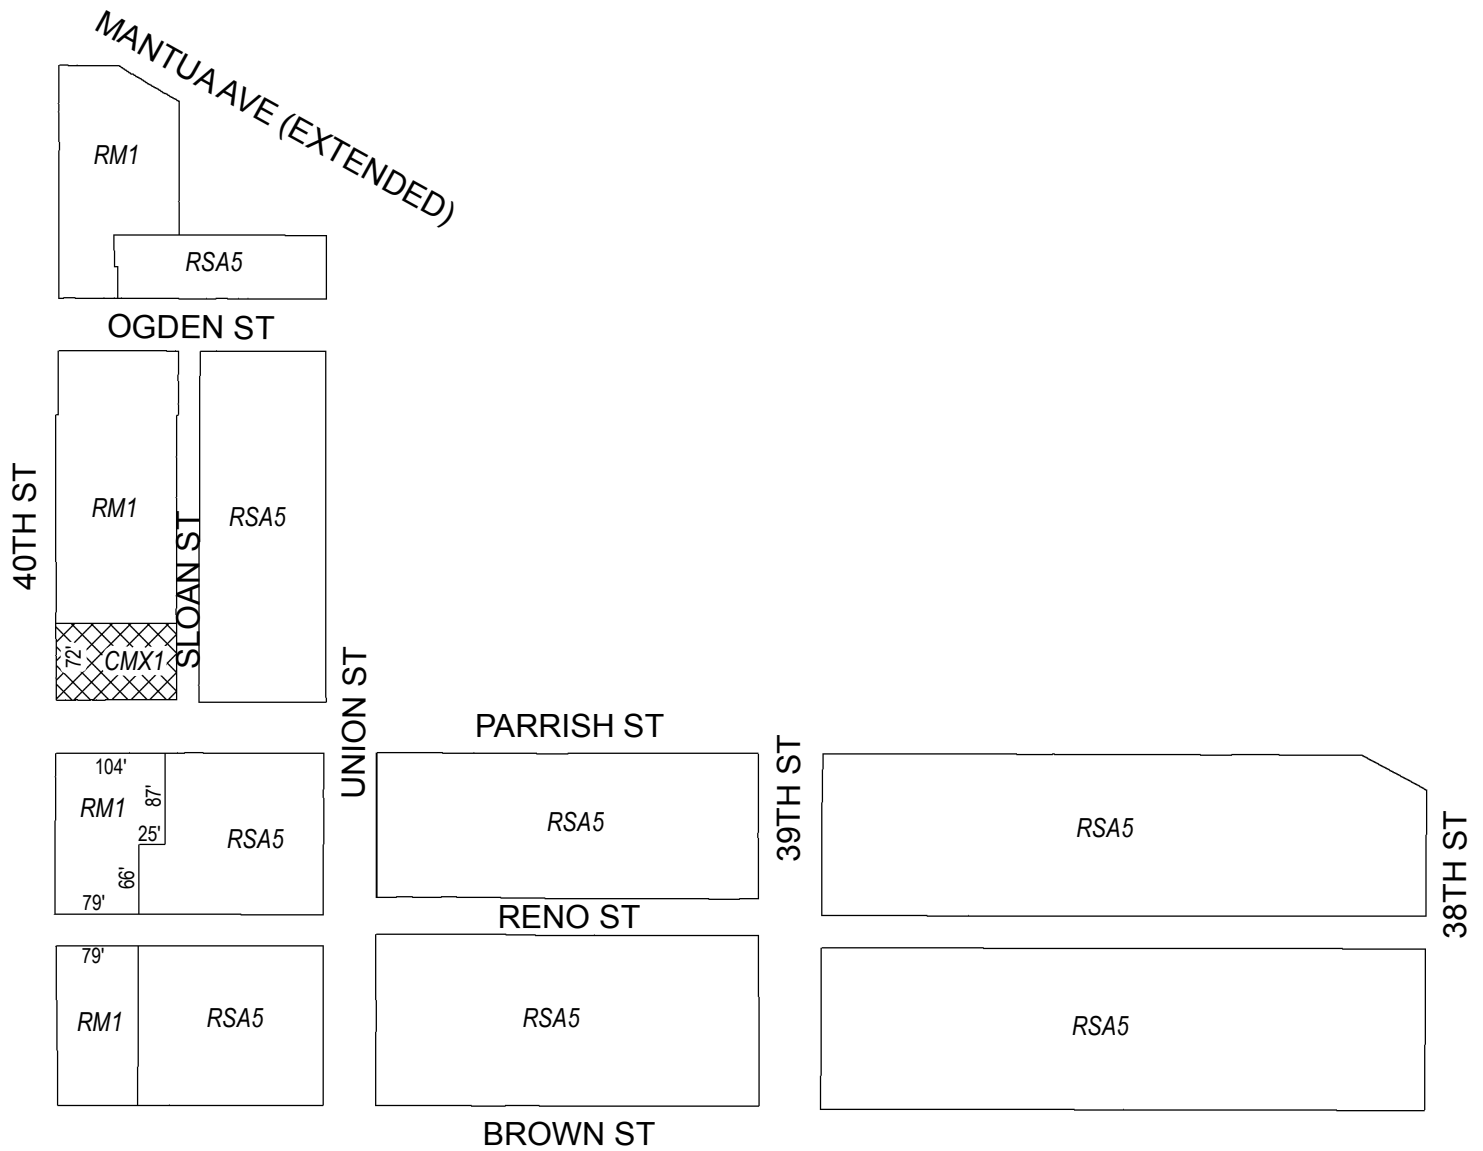 MANTUA AVE (EXTENDED)
RM1
RSA5
OGDEN ST
40TH ST
RM1
SLOAN ST
RSA5
72'
CMX1
UNION ST
PARRISH ST
39TH ST
104'
RM1
87'
25'
RSA5
66'
79'
RSA5
RSA5
38TH ST
RENO ST
79'
RM1
RSA5
RSA5
RSA5
BROWN ST